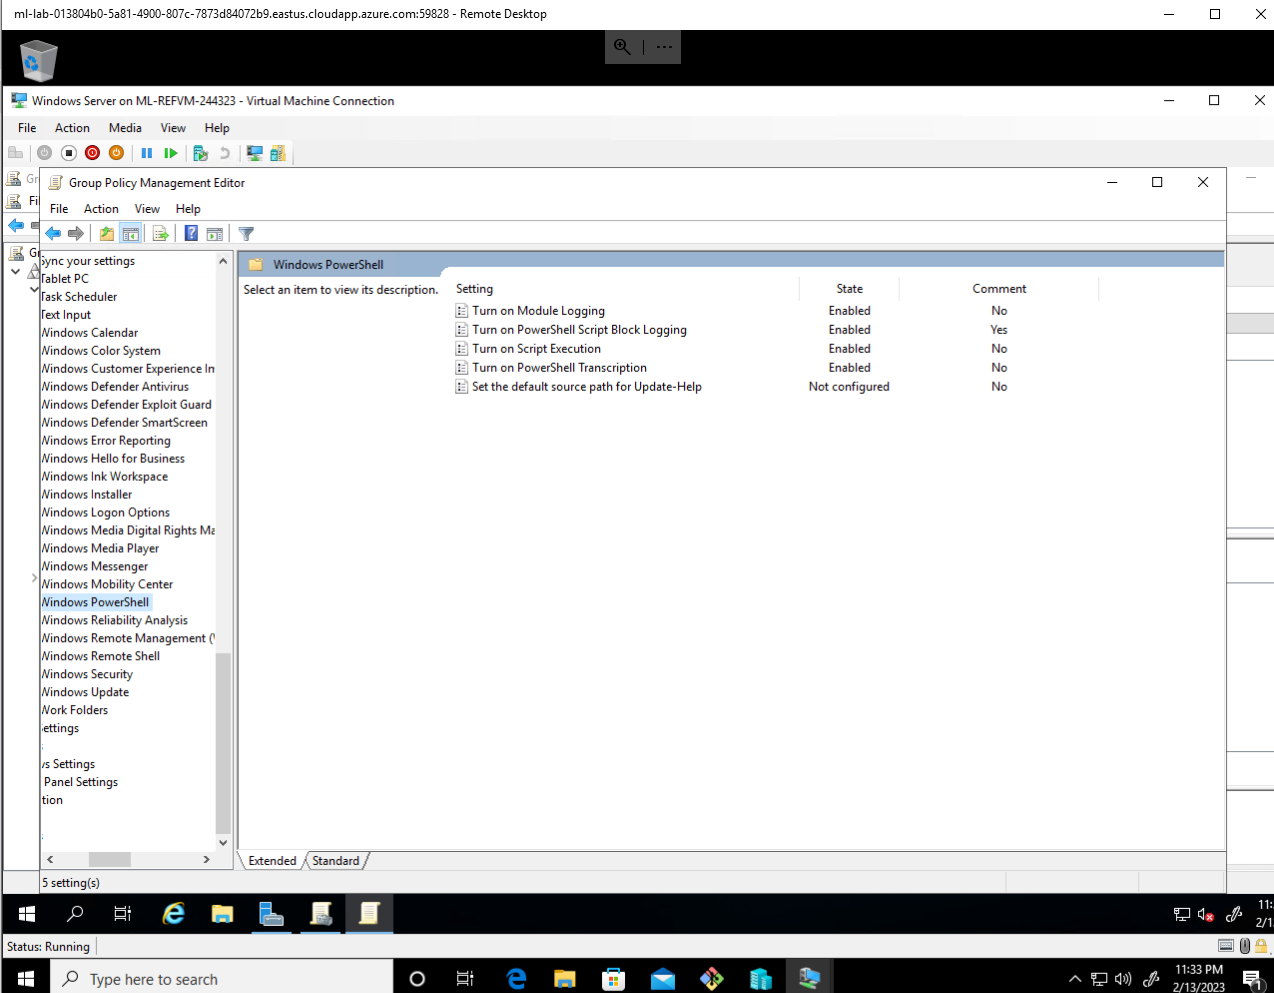 ml-lab-013804b0-5a81-4900-807c-7873d84072b9.eastus.cloudapp.azure.com:59828 - Remote Desktop
Windows Server on ML-REFVM-244323 - Virtual Machine Connection
File Action Media View Help
Gr
Fi
Gr
Group Policy Management Editor
File Action View Help
Sync your settings
Tablet PC
Task Scheduler
Text Input
Windows Calendar
Windows Color System
Windows Customer Experience Im
Windows Defender Antivirus
Windows Defender Exploit Guard
Windows Defender SmartScreen
Windows Error Reporting
Windows Hello for Business
Windows Ink Workspace
Windows Installer
Windows Logon Options
Windows Media Digital Rights Ma
Windows Media Player
Windows Messenger
Windows Mobility Center
Windows PowerShell
Windows Reliability Analysis
Windows Remote Management (
Windows Remote Shell
Windows Security
Windows Update
Work Folders
ettings
s Settings
Panel Settings
tion
Windows PowerShell
Select an item to view its description.
Setting State Comment
Turn on Module Logging Enabled No
Turn on PowerShell Script Block Logging Enabled Yes
Turn on Script Execution Enabled No
Turn on PowerShell Transcription Enabled No
Set the default source path for Update-Help Not configured No
Extended Standard
5 setting(s)
11:
2/1
Status: Running
Type here to search
11:33 PM
2/13/2023
1